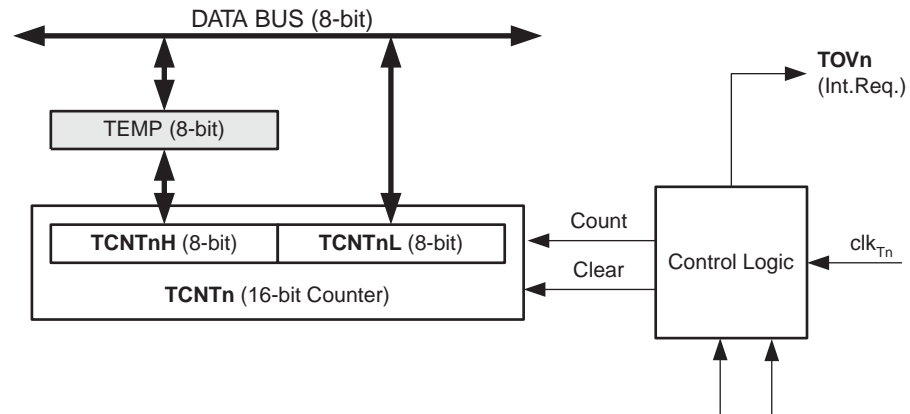 DATA BUS (8-bit)
TOVn
(Int.Req.)
TEMP (8-bit)
TCNTnH (8-bit) TCNTnL (8-bit)
TCNTn (16-bit Counter)
Count
Clear
Control Logic
clkTn